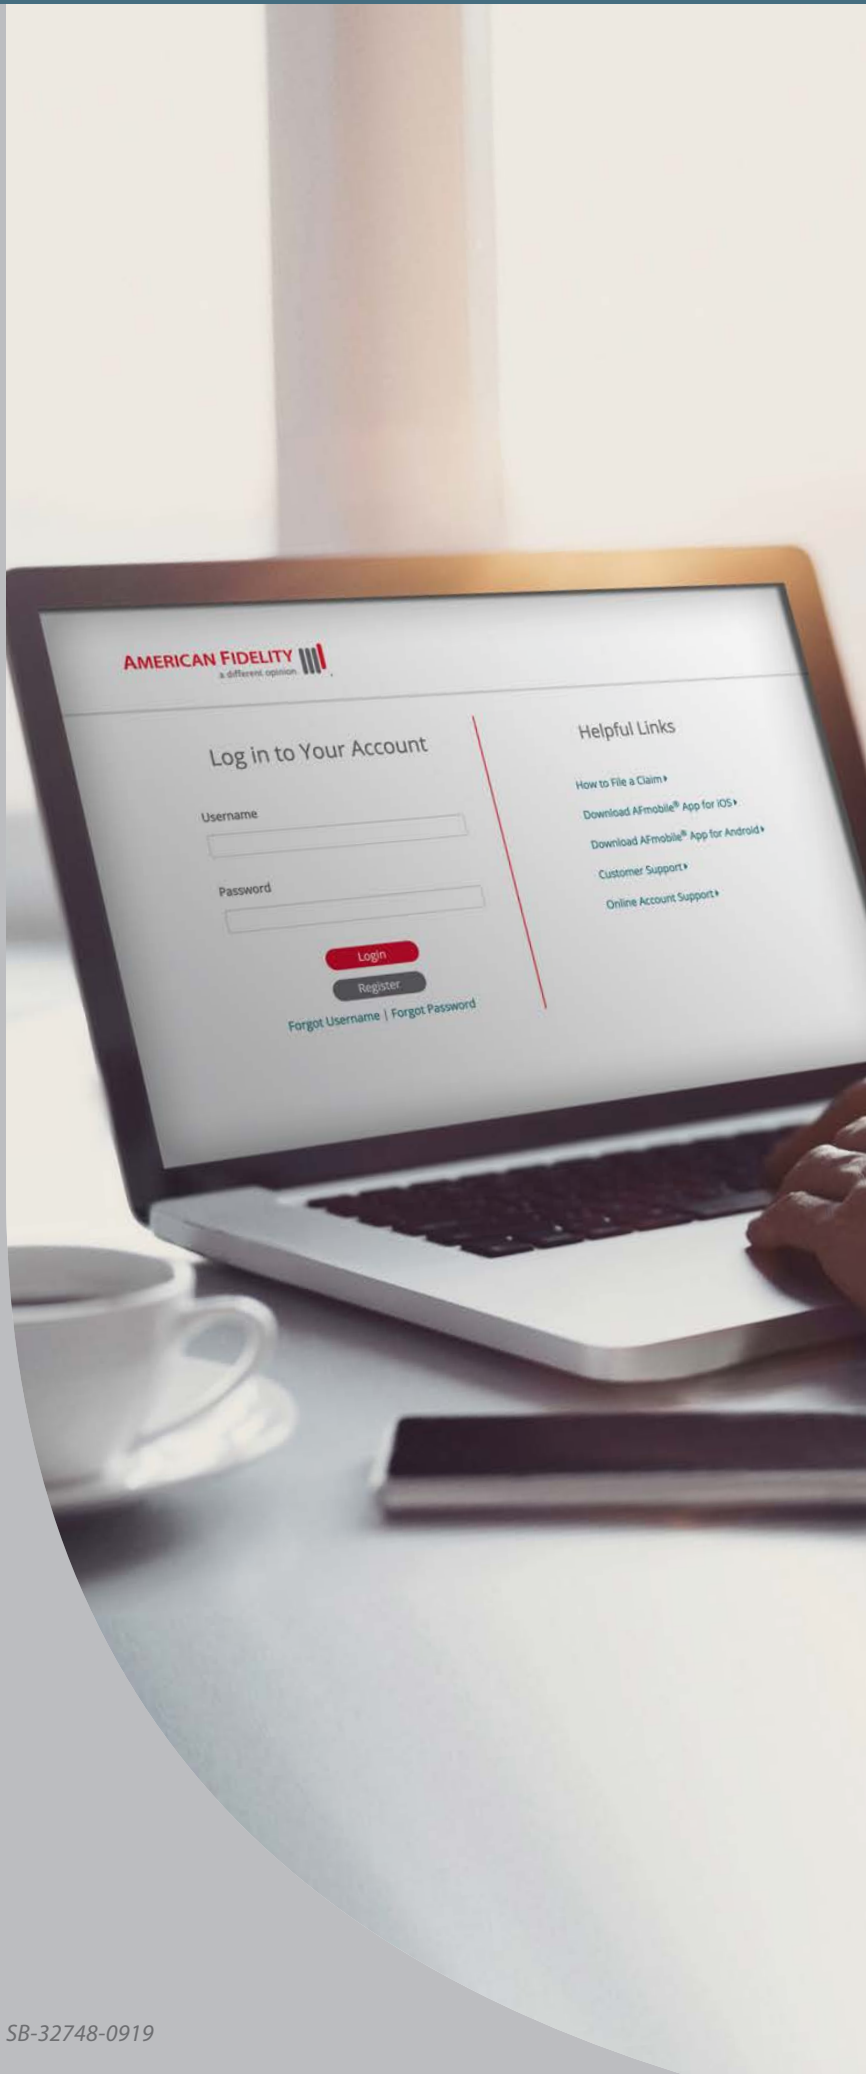 AMERICAN FIDELITY
a different opinion
Log in to Your Account
Username
Password
Login
Register
Forgot Username | Forgot Password
Helpful Links
How to File a Claim
Download AFmobile® App for iOS
Download AFmobile® App for Android
Customer Support
Online Account Support
SB-32748-0919